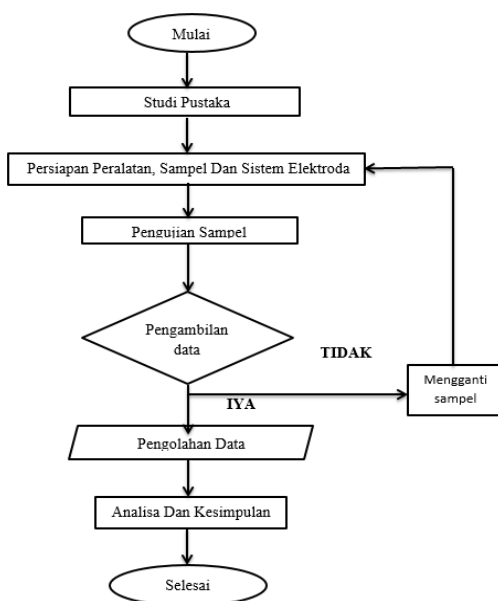 Mulai
Studi Pustaka
Persiapan Peralatan, Sampel Dan Sistem Elektroda
Pengujian Sampel
Pengambilan
data
TIDAK
Mengganti
sampel
IYA
Pengolahan Data
Analisa Dan Kesimpulan
Selesai